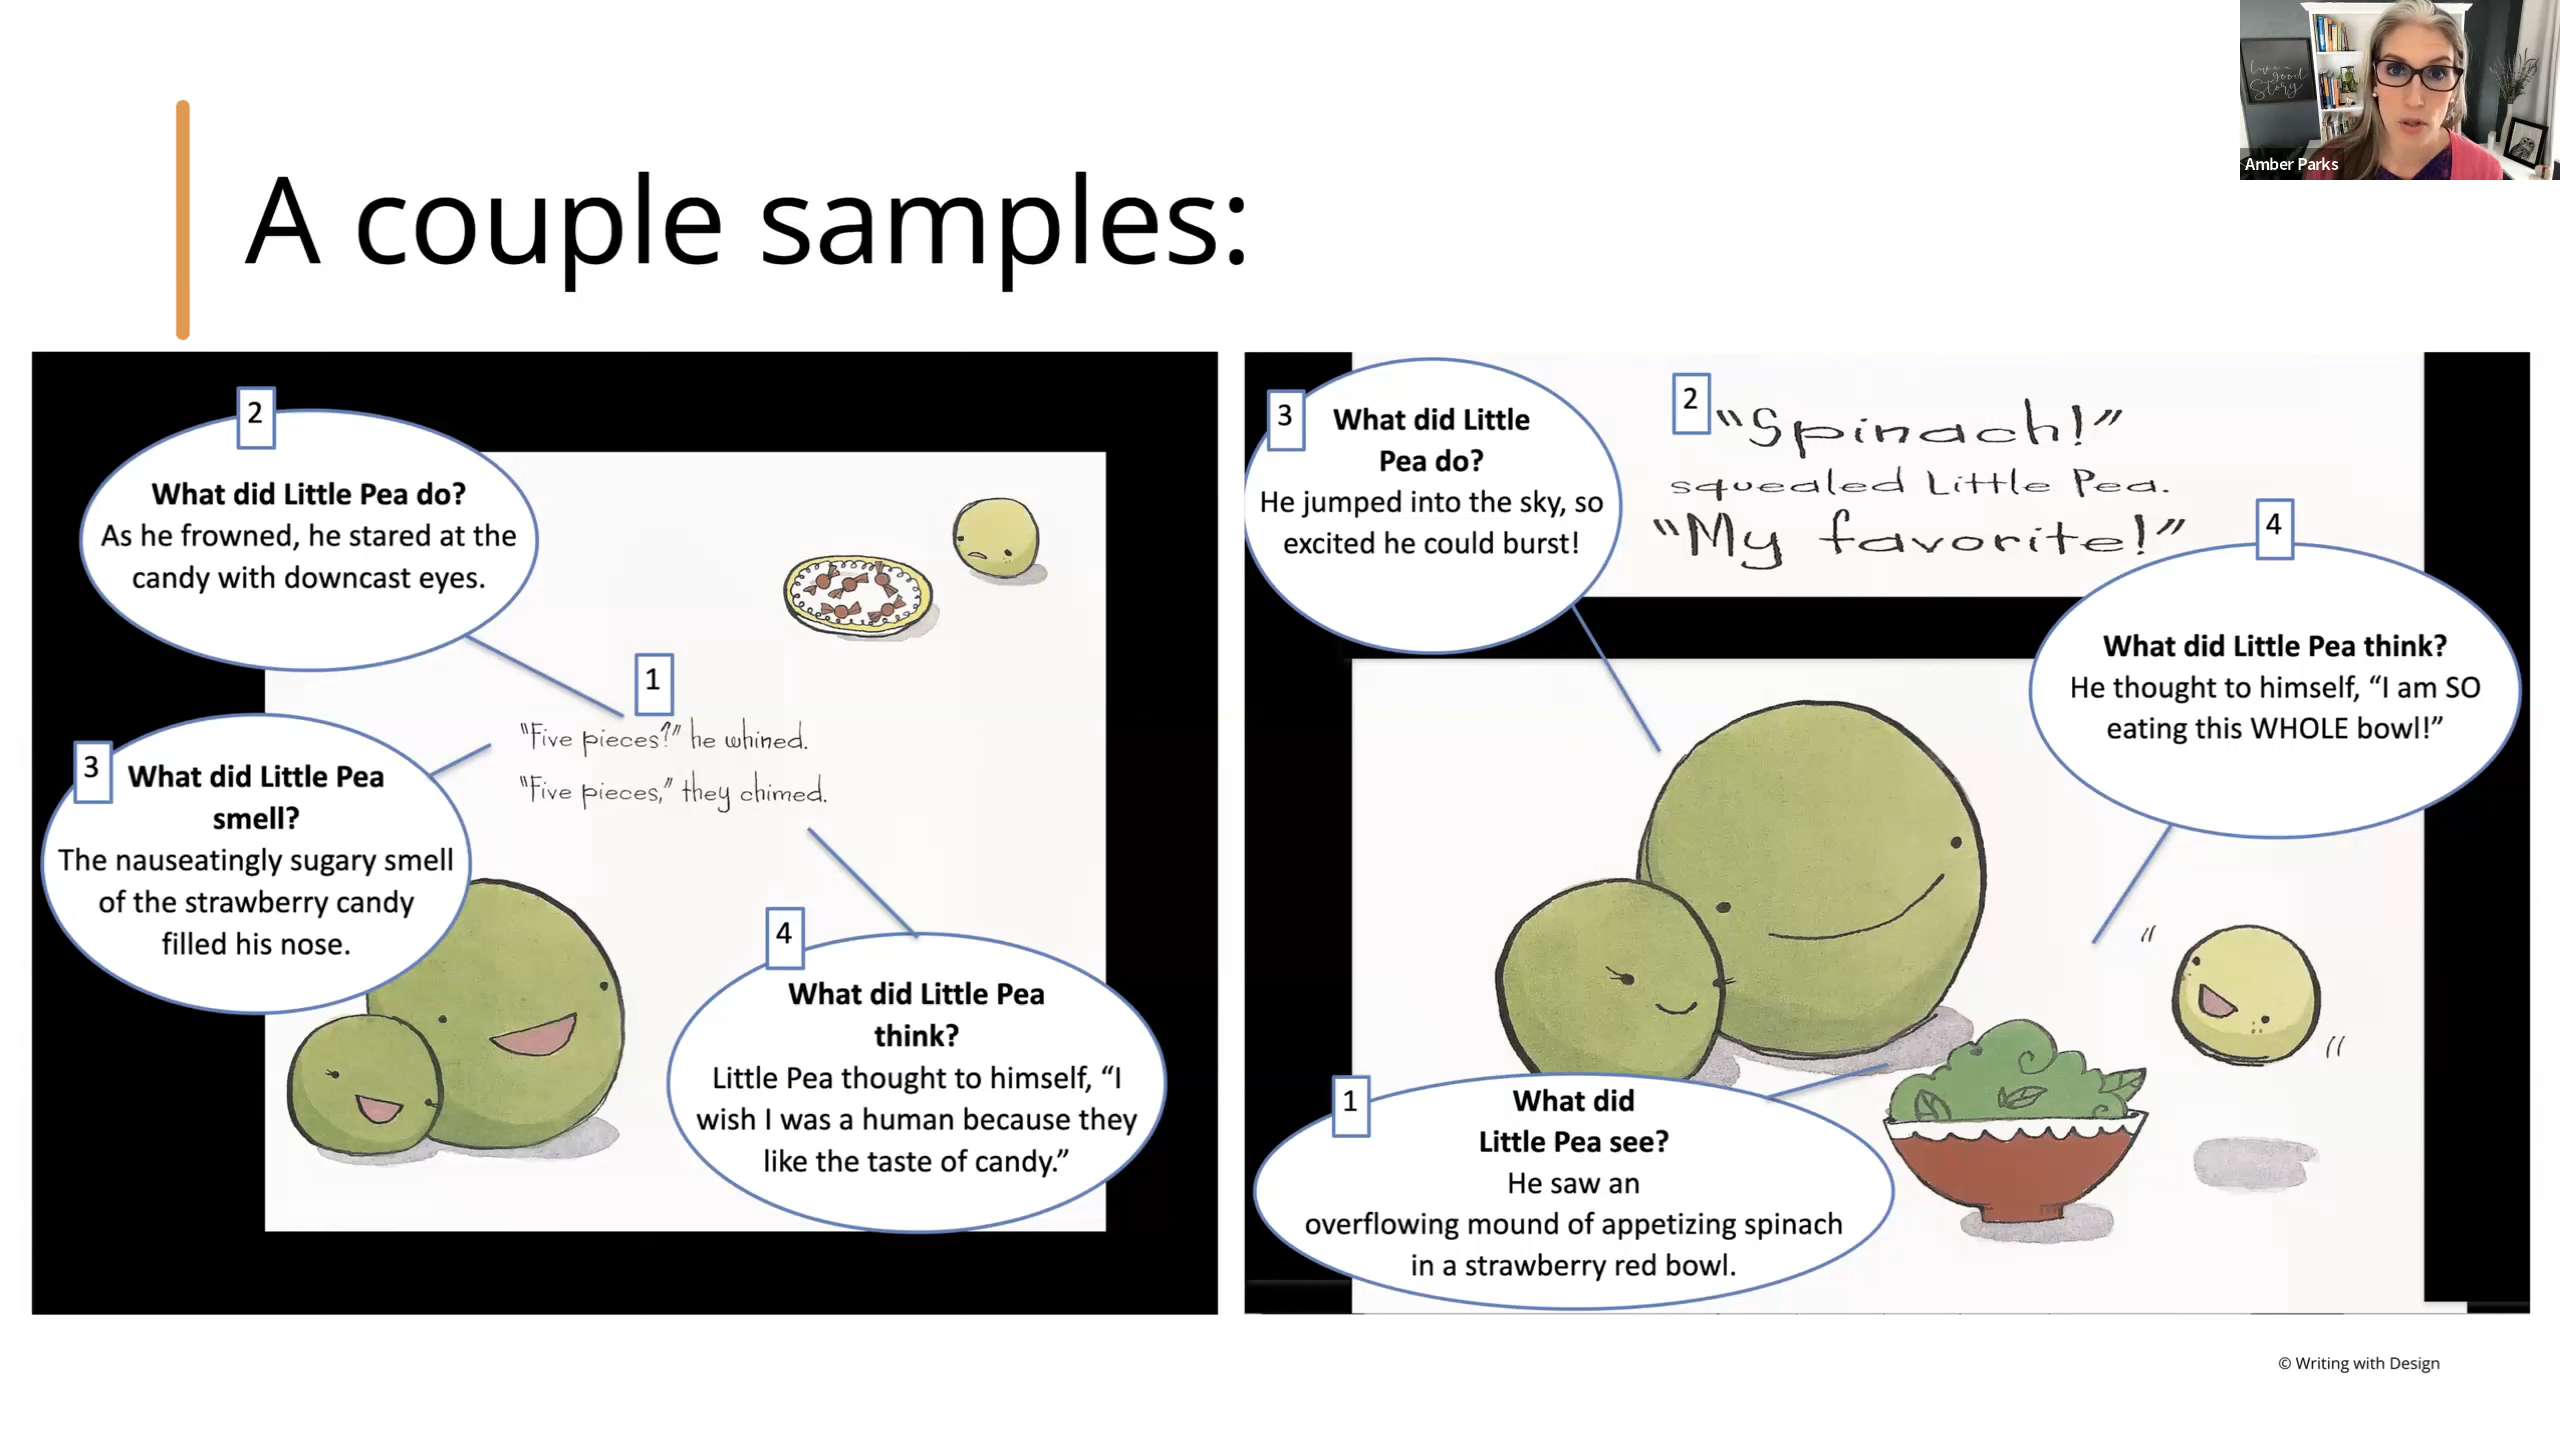 Love a good Story
Amber Parks
A couple samples:
2
What did Little Pea do?
As he frowned, he stared at the
candy with downcast eyes.
1
"Five pieces?" he whined.
"Five pieces," they chimed.
3
What did Little Pea
smell?
The nauseatingly sugary smell
of the strawberry candy
filled his nose.
4
What did Little Pea
think?
Little Pea thought to himself, “I
wish I was a human because they
like the taste of candy.”
3
What did Little
Pea do?
He jumped into the sky, so
excited he could burst!
2
"Spinach!"
squealed Little Pea.
"My favorite!"
4
What did Little Pea think?
He thought to himself, “I am SO
eating this WHOLE bowl!”
1
What did
Little Pea see?
He saw an
overflowing mound of appetizing spinach
in a strawberry red bowl.
© Writing with Design